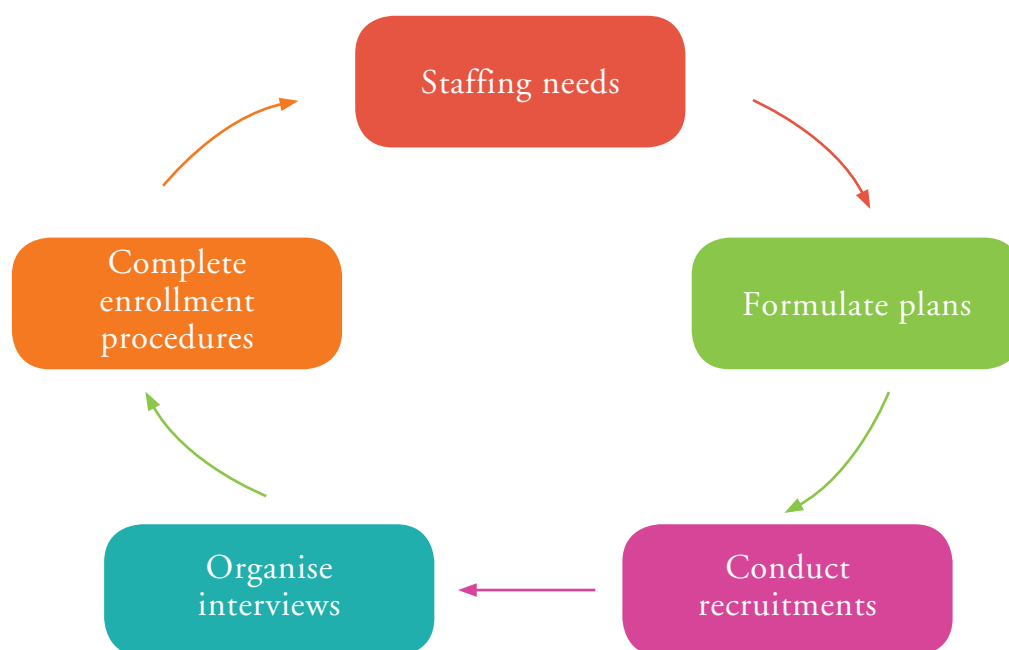 Staffing needs
Formulate plans
Conduct
recruitments
Organise
interviews
Complete
enrollment
procedures